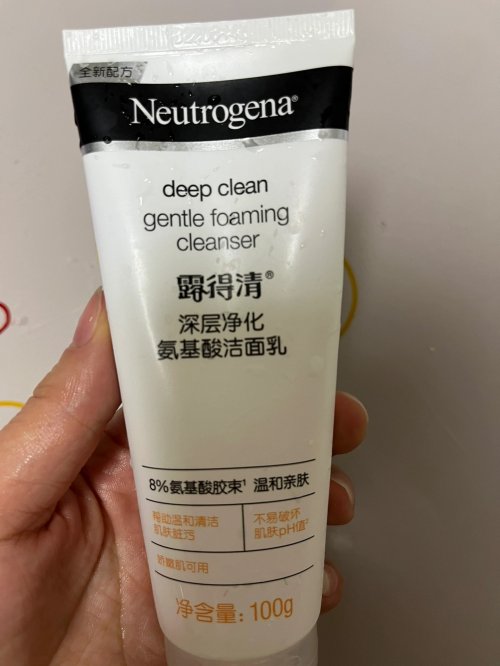 全新配方
Neutrogena®
deep clean
gentle foaming
cleanser
露得清®
深层净化
氨基酸洁面乳
8%氨基酸胶束¹ 温和亲肤
帮助温和清洁
肌肤脏污
不易破坏
肌肤pH值²
娇嫩肌可用
净含量: 100g